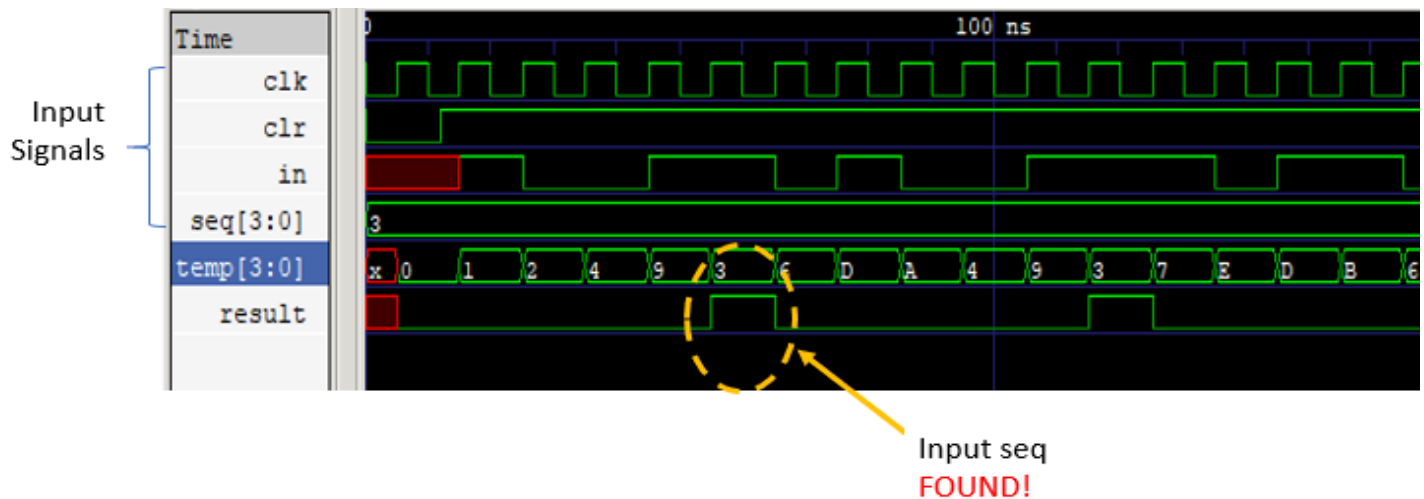 Time
0
100 ns
Input
Signals
clk
clr
in
seq[3:0]
3
temp[3:0]
x 0 1 2 4 9 3 6 D A 4 9 3 7 E D B 6
result
Input seq
FOUND!